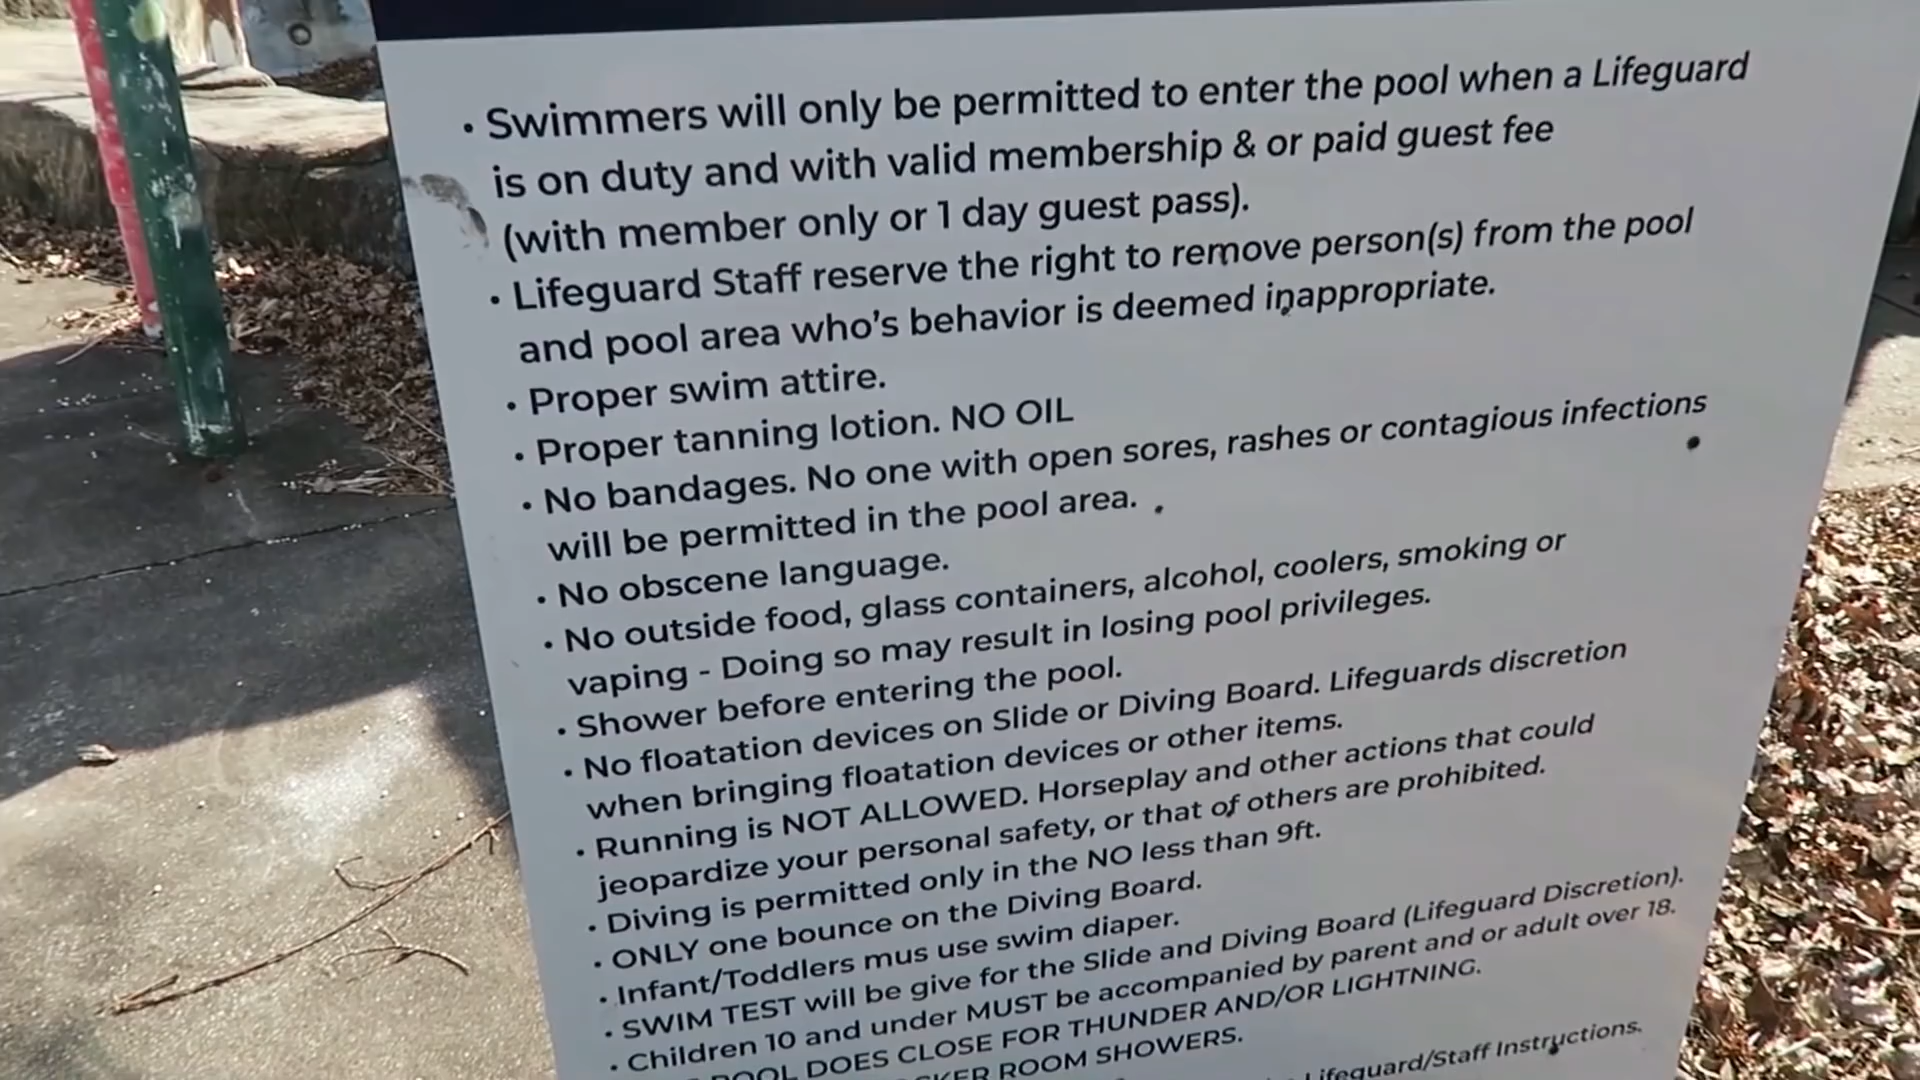 • Swimmers will only be permitted to enter the pool when a Lifeguard
is on duty and with valid membership & or paid guest fee
(with member only or 1 day guest pass).
• Lifeguard Staff reserve the right to remove person(s) from the pool
and pool area who's behavior is deemed inappropriate.
• Proper swim attire.
• Proper tanning lotion. NO OIL
• No bandages. No one with open sores, rashes or contagious infections
will be permitted in the pool area.
• No obscene language.
• No outside food, glass containers, alcohol, coolers, smoking or
vaping - Doing so may result in losing pool privileges.
• Shower before entering the pool.
• No floatation devices on Slide or Diving Board. Lifeguards discretion
when bringing floatation devices or other items.
• Running is NOT ALLOWED. Horseplay and other actions that could
jeopardize your personal safety, or that of others are prohibited.
• Diving is permitted only in the NO less than 9ft.
• ONLY one bounce on the Diving Board.
• Infant/Toddlers mus use swim diaper.
• SWIM TEST will be give for the Slide and Diving Board (Lifeguard Discretion).
• Children 10 and under MUST be accompanied by parent and or adult over 18.
POOL DOES CLOSE FOR THUNDER AND/OR LIGHTNING.
ROOM SHOWERS.
Lifeguard/Staff Instructions.